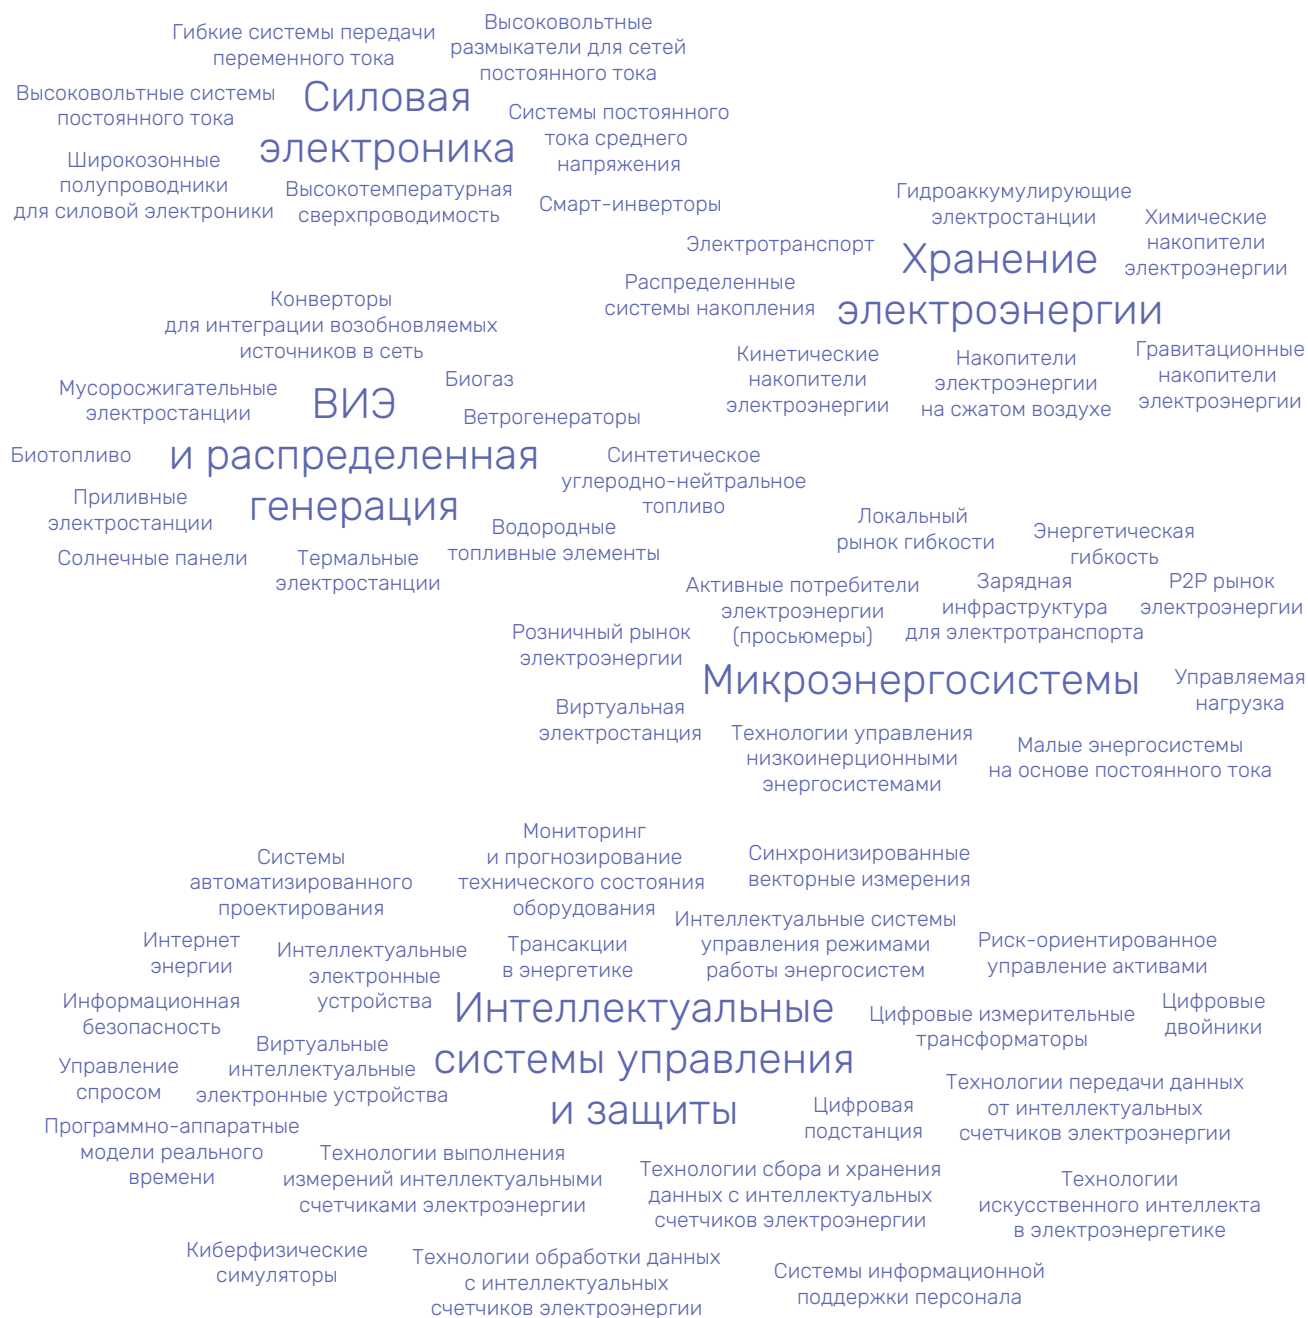 Гибкие системы передачи
переменного тока
Высоковольтные
размыкатели для сетей
постоянного тока
Высоковольтные системы
постоянного тока
Силовая
электроника
Системы постоянного
тока среднего
напряжения
Широкозонные
полупроводники
для силовой электроники
Высокотемпературная
сверхпроводимость
Смарт-инверторы
Гидроаккумулирующие
электростанции
Химические
накопители
электроэнергии
Электротранспорт
Хранение
электроэнергии
Распределенные
системы накопления
Кинетические
накопители
электроэнергии
Накопители
электроэнергии
на сжатом воздухе
Гравитационные
накопители
электроэнергии
Конверторы
для интеграции возобновляемых
источников в сеть
Мусоросжигательные
электростанции
Биогаз
ВИЭ
и распределенная
генерация
Ветрогенераторы
Биотопливо
Синтетическое
углеродно-нейтральное
топливо
Приливные
электростанции
Водородные
топливные элементы
Солнечные панели
Термальные
электростанции
Локальный
рынок гибкости
Энергетическая
гибкость
Активные потребители
электроэнергии
(просьюмеры)
Зарядная
инфраструктура
для электротранспорта
P2P рынок
электроэнергии
Розничный рынок
электроэнергии
Микроэнергосистемы
Управляемая
нагрузка
Виртуальная
электростанция
Технологии управления
низкоинерционными
энергосистемами
Малые энергосистемы
на основе постоянного тока
Мониторинг
и прогнозирование
технического состояния
оборудования
Системы
автоматизированного
проектирования
Синхронизированные
векторные измерения
Интернет
энергии
Интеллектуальные
электронные
устройства
Трансакции
в энергетике
Интеллектуальные системы
управления режимами
работы энергосистем
Риск-ориентированное
управление активами
Информационная
безопасность
Интеллектуальные
системы управления
и защиты
Цифровые измерительные
трансформаторы
Цифровые
двойники
Управление
спросом
Виртуальные
интеллектуальные
электронные устройства
Цифровая
подстанция
Технологии передачи данных
от интеллектуальных
счетчиков электроэнергии
Программно-аппаратные
модели реального
времени
Технологии выполнения
измерений интеллектуальными
счетчиками электроэнергии
Технологии сбора и хранения
данных с интеллектуальных
счетчиков электроэнергии
Технологии
искусственного интеллекта
в электроэнергетике
Киберфизические
симуляторы
Технологии обработки данных
с интеллектуальных
счетчиков электроэнергии
Системы информационной
поддержки персонала